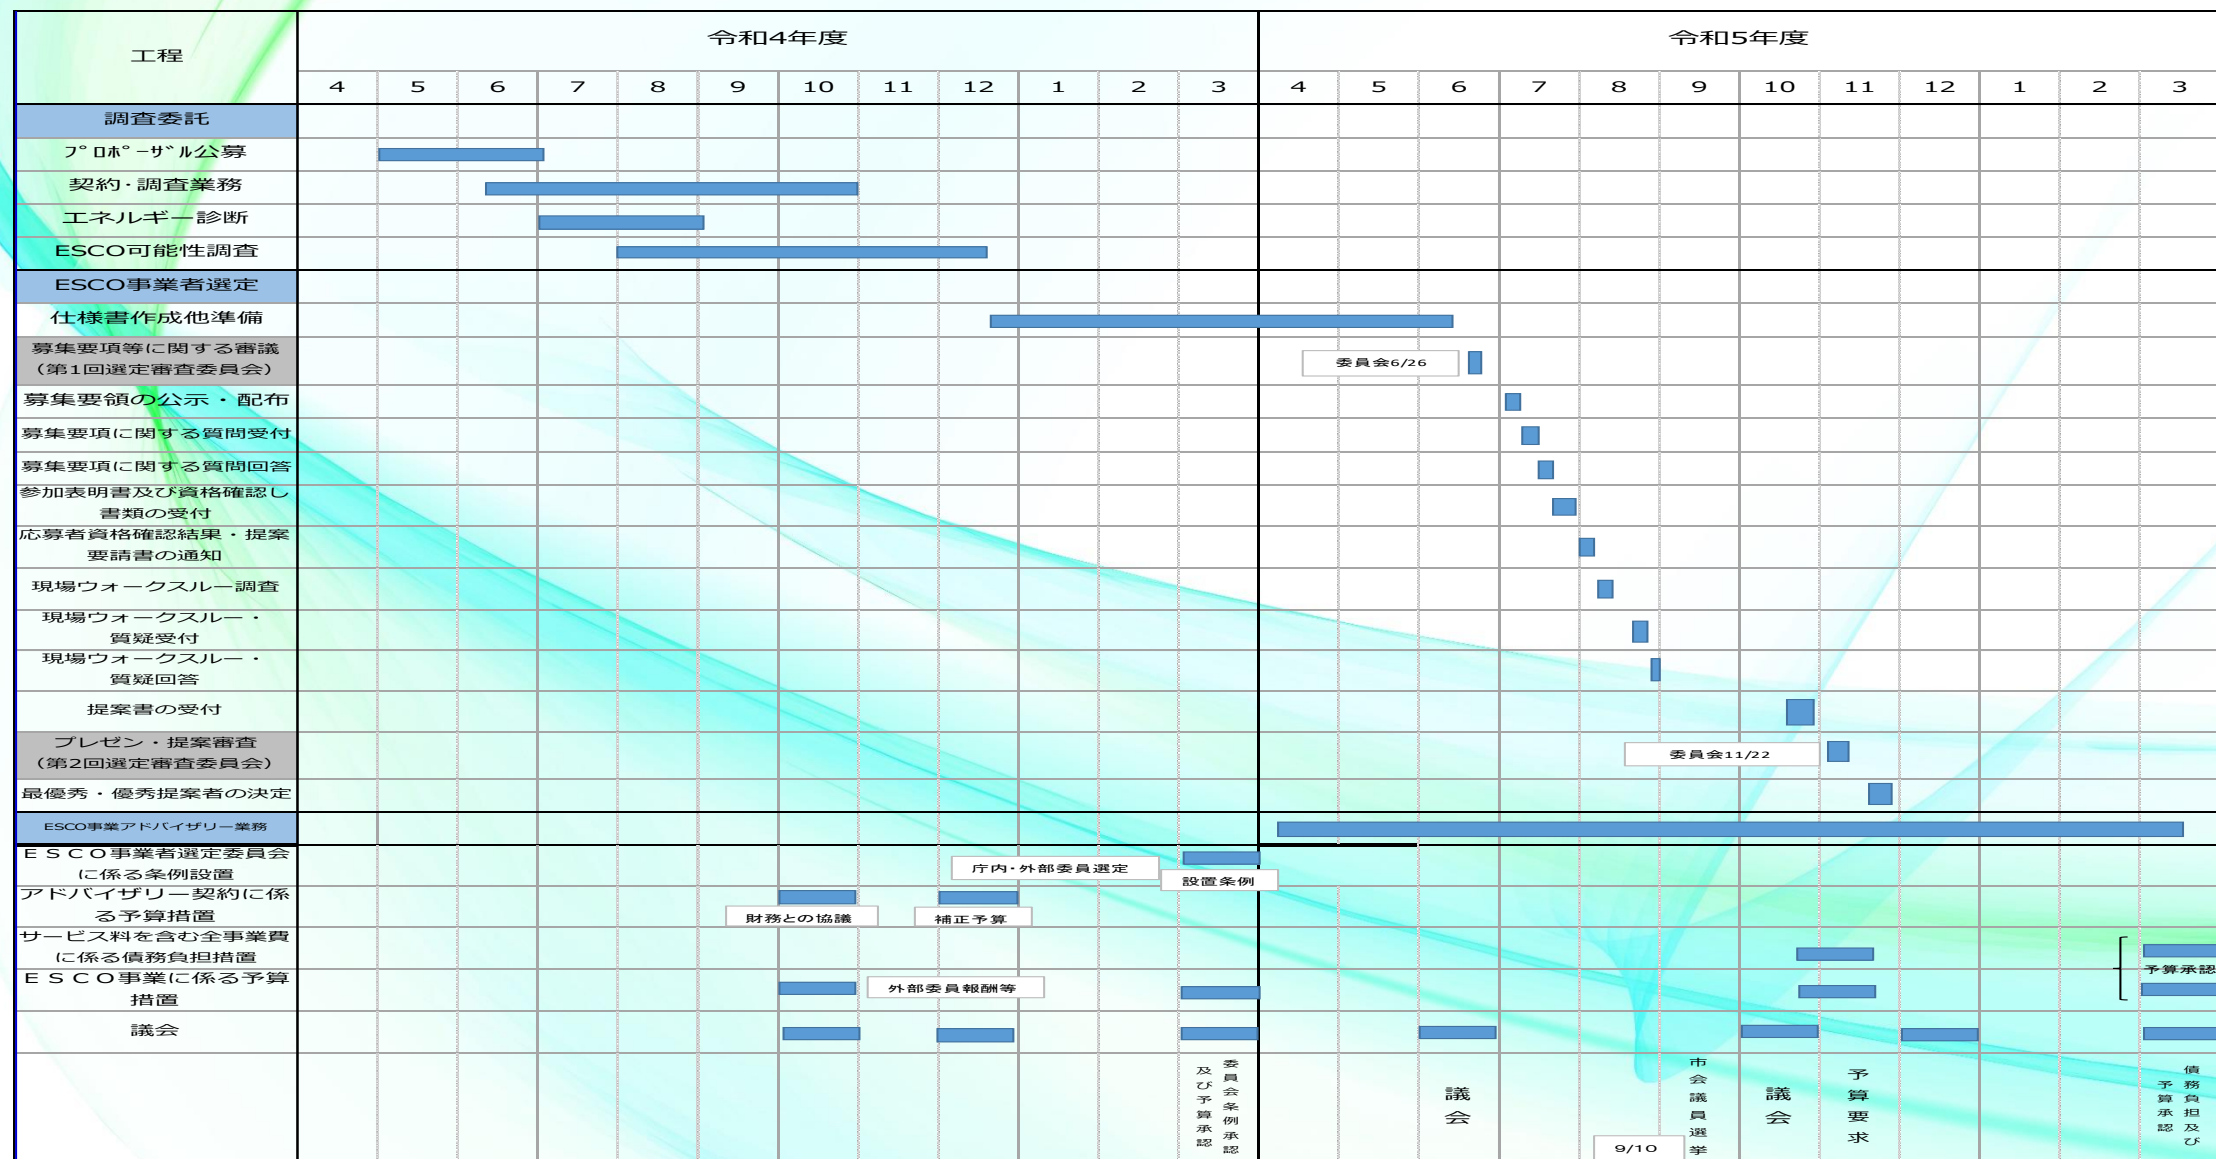 工程
令和4年度
令和5年度
4 5 6 7 8 9 10 11 12 1 2 3 4 5 6 7 8 9 10 11 12 1 2 3
調査委託
ﾌﾟﾛﾎﾟｰｻﾞﾙ公募
契約・調査業務
エネルギー診断
ESCO可能性調査
ESCO事業者選定
仕様書作成他準備
募集要項等に関する審議
（第1回選定審査委員会）
委員会6/26
募集要領の公示・配布
募集要項に関する質問受付
募集要項に関する質問回答
参加表明書及び資格確認し
書類の受付
応募者資格確認結果・提案
要請書の通知
現場ウォークスルー調査
現場ウォークスルー・
質疑受付
現場ウォークスルー・
質疑回答
提案書の受付
プレゼン・提案審査
（第2回選定審査委員会）
委員会11/22
最優秀・優秀提案者の決定
ESCO事業アドバイザリー業務
ＥＳＣＯ事業者選定委員会
に係る条例設置
庁内・外部委員選定
設置条例
アドバイザリー契約に係
る予算措置
財務との協議
補正予算
サービス料を含む全事業費
に係る債務負担措置
予算承認
ＥＳＣＯ事業に係る予算
措置
外部委員報酬等
議会
委員会条例承認
及び予算承認
議会
市会議員選挙
9/10
議会
予算要求
債務負担及び
予算承認